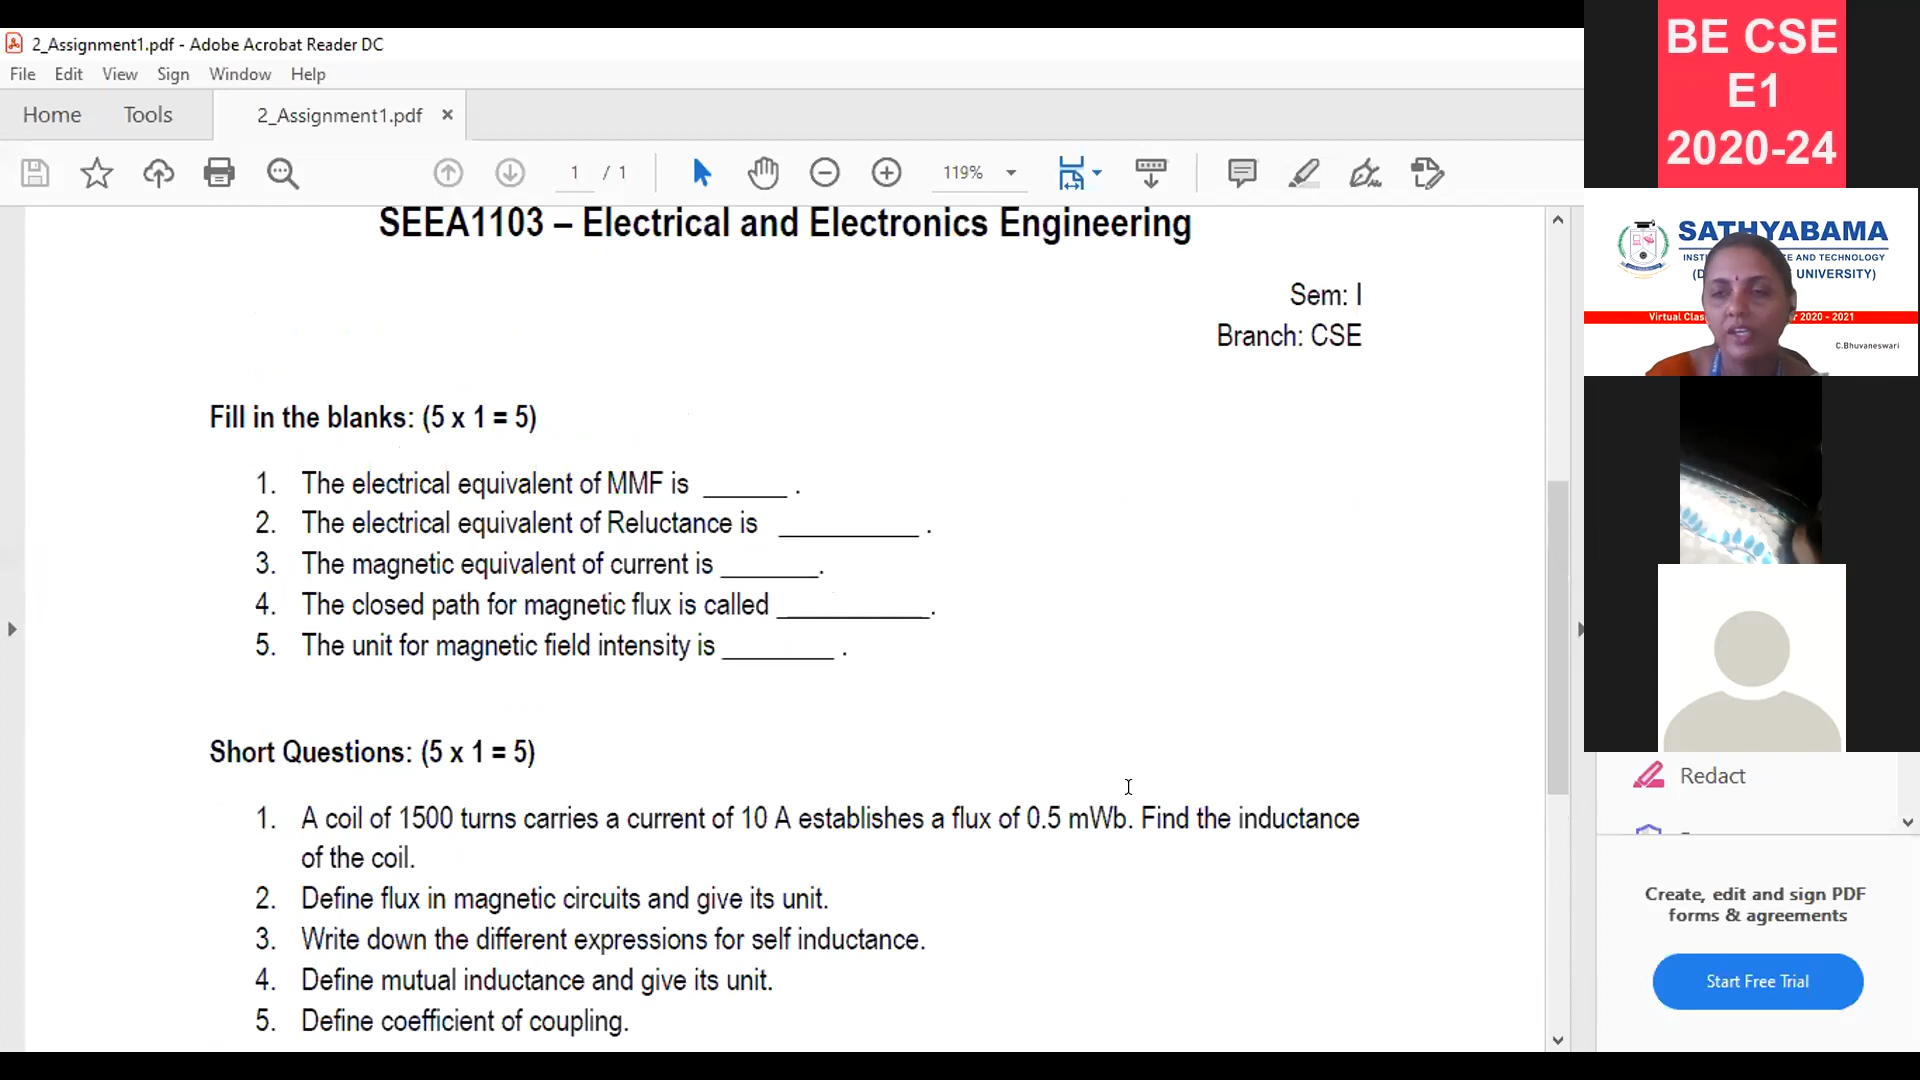 2_Assignment1.pdf - Adobe Acrobat Reader DC
File Edit View Sign Window Help
Home Tools 2_Assignment1.pdf ×
1 / 1 119%
SEEA1103 – Electrical and Electronics Engineering
Sem: I
Branch: CSE
Fill in the blanks: (5 x 1 = 5)
1. The electrical equivalent of MMF is ______ .
2. The electrical equivalent of Reluctance is __________ .
3. The magnetic equivalent of current is _______.
4. The closed path for magnetic flux is called ___________.
5. The unit for magnetic field intensity is ________ .
Short Questions: (5 x 1 = 5)
1. A coil of 1500 turns carries a current of 10 A establishes a flux of 0.5 mWb. Find the inductance
of the coil.
2. Define flux in magnetic circuits and give its unit.
3. Write down the different expressions for self inductance.
4. Define mutual inductance and give its unit.
5. Define coefficient of coupling.
BE CSE
E1
2020-24
SATHYABAMA
AND TECHNOLOGY
UNIVERSITY)
Virtual 2020 - 2021
C.Bhuvaneswari
Redact
Create, edit and sign PDF
forms & agreements
Start Free Trial